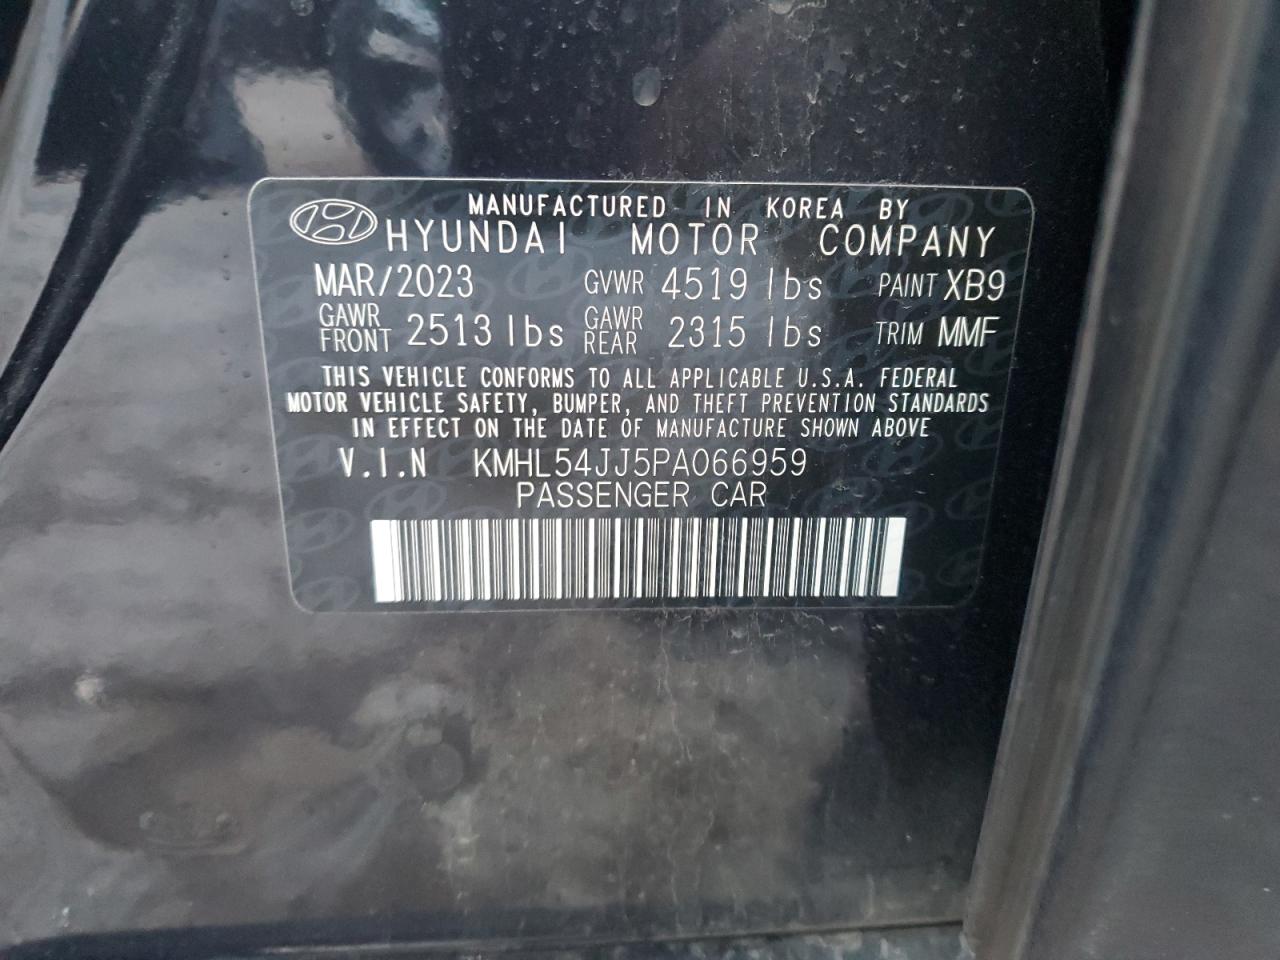 MANUFACTURED IN KOREA BY
HYUNDAI MOTOR COMPANY
MAR/2023 GVWR 4519 lbs PAINT XB9
GAWR FRONT 2513 lbs GAWR REAR 2315 lbs TRIM MMF
THIS VEHICLE CONFORMS TO ALL APPLICABLE U.S.A. FEDERAL
MOTOR VEHICLE SAFETY, BUMPER, AND THEFT PREVENTION STANDARDS
IN EFFECT ON THE DATE OF MANUFACTURE SHOWN ABOVE
V.I.N KMHL54JJ5PA066959
PASSENGER CAR